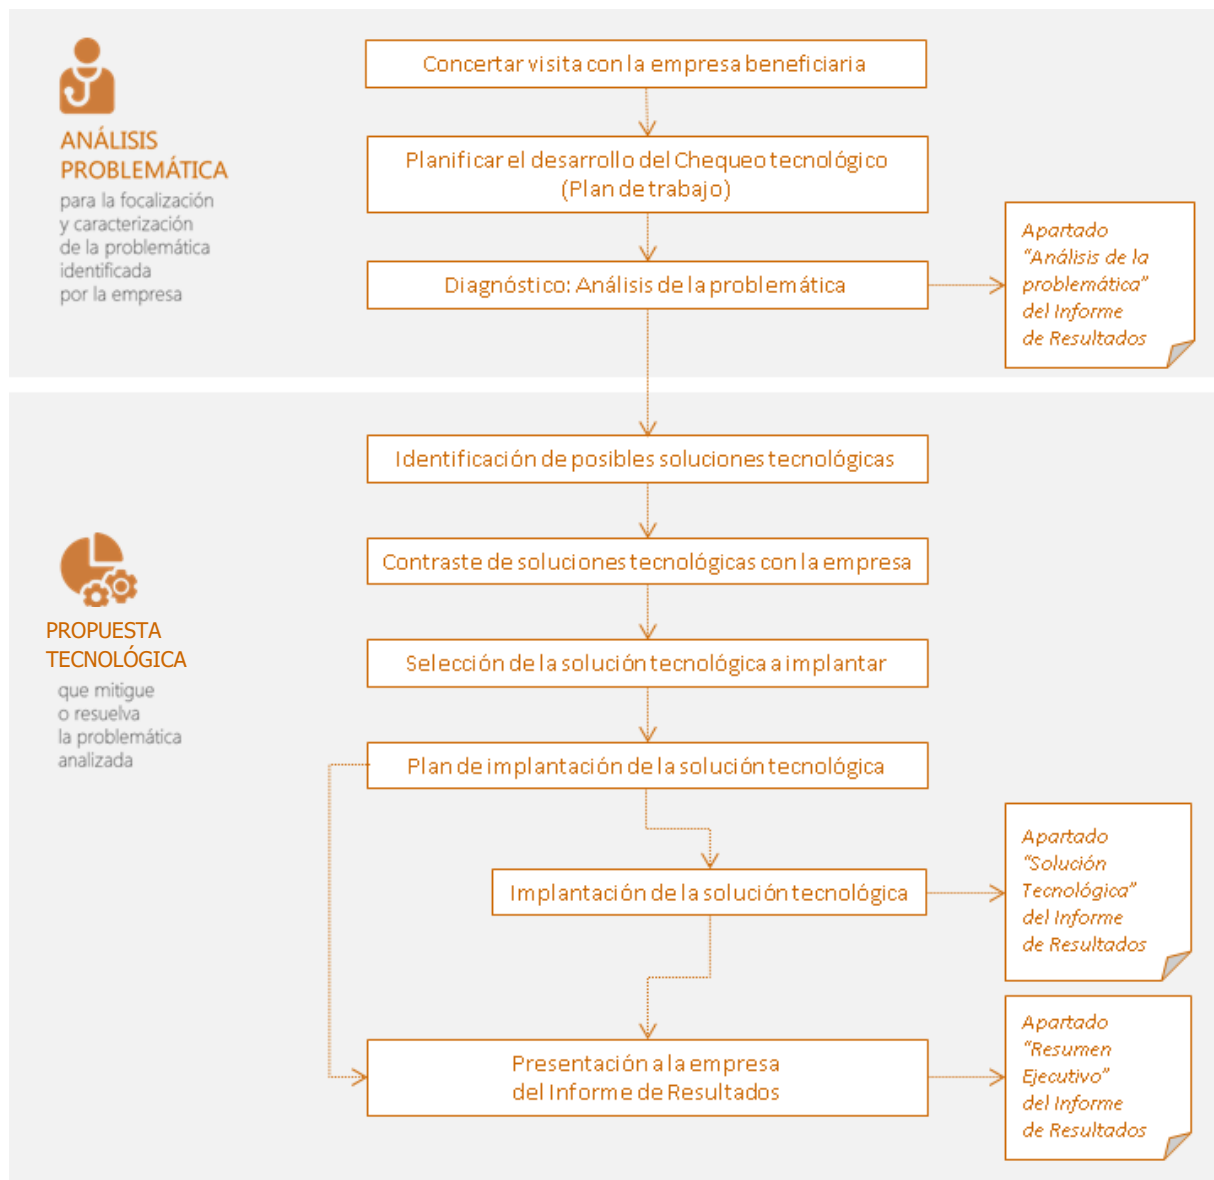 Concertar visita con la empresa beneficiaria
ANÁLISIS
PROBLEMÁTICA
para la focalización
y caracterización
de la problemática
identificada
por la empresa
Planificar el desarrollo del Chequeo tecnológico
(Plan de trabajo)
Diagnóstico: Análisis de la problemática
Apartado
“Análisis de la
problemática”
del Informe
de Resultados
Identificación de posibles soluciones tecnológicas
Contraste de soluciones tecnológicas con la empresa
PROPUESTA
TECNOLÓGICA
que mitigue
o resuelva
la problemática
analizada
Selección de la solución tecnológica a implantar
Plan de implantación de la solución tecnológica
Implantación de la solución tecnológica
Apartado
“Solución
Tecnológica”
del Informe
de Resultados
Presentación a la empresa
del Informe de Resultados
Apartado
“Resumen
Ejecutivo”
del Informe
de Resultados